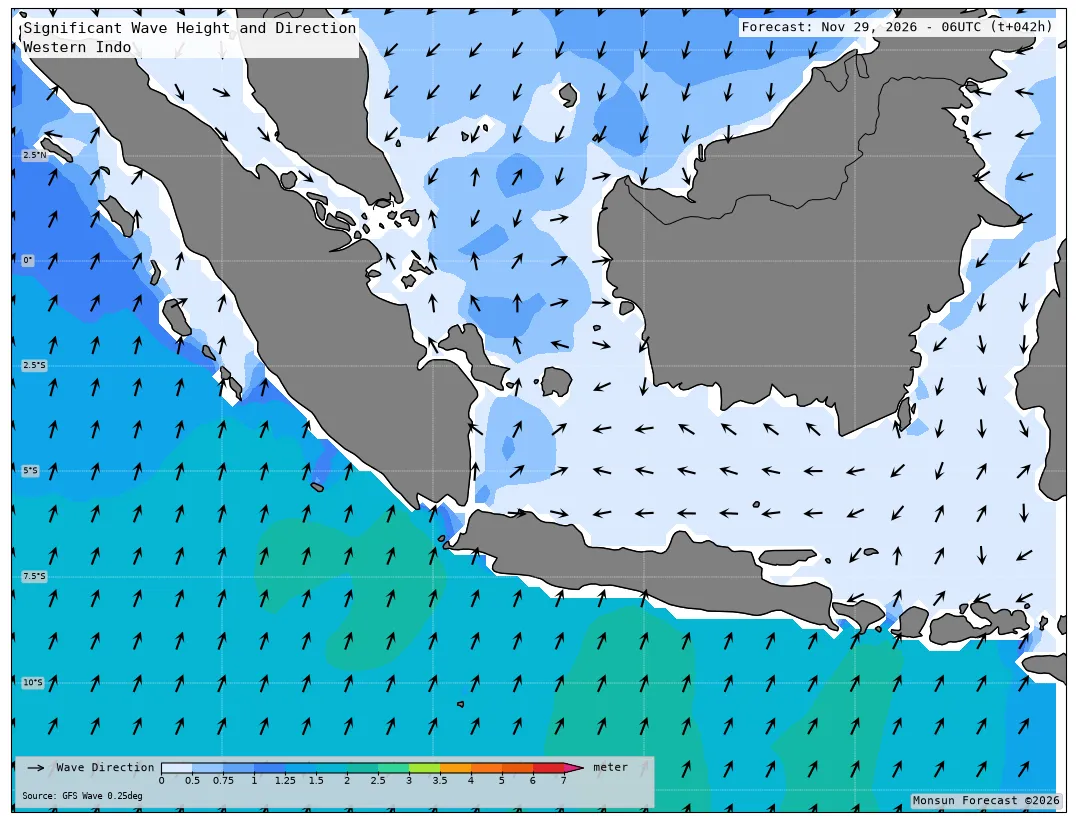 Significant Wave Height and Direction
Western Indo
Forecast: Nov 29, 2026 - 06UTC (t+042h)
2.5°N
0°
2.5°S
5°S
7.5°S
10°S
Wave Direction
meter
0 0.5 0.75 1 1.25 1.5 2 2.5 3 3.5 4 5 6 7
Source: GFS Wave 0.25deg
Monsun Forecast ©2026